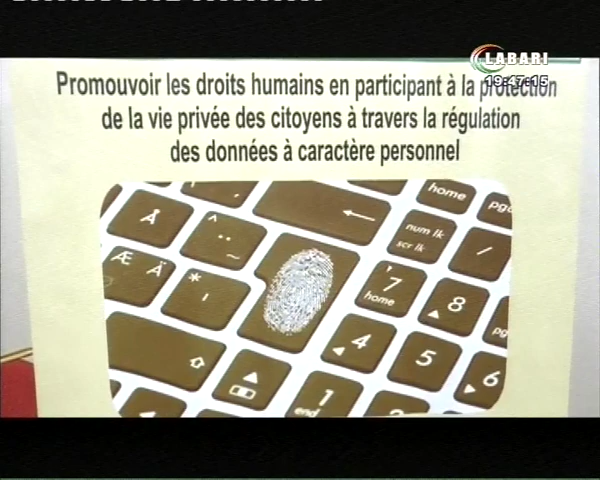 LABARI
19:47:15
Promouvoir les droits humains en participant à la protection
de la vie privée des citoyens à travers la régulation
des données à caractère personnel
home
num lk
scr lk
/
Å
^
¨
~
Æ Ä
*
'
7
home
8
4
5
6
1
end